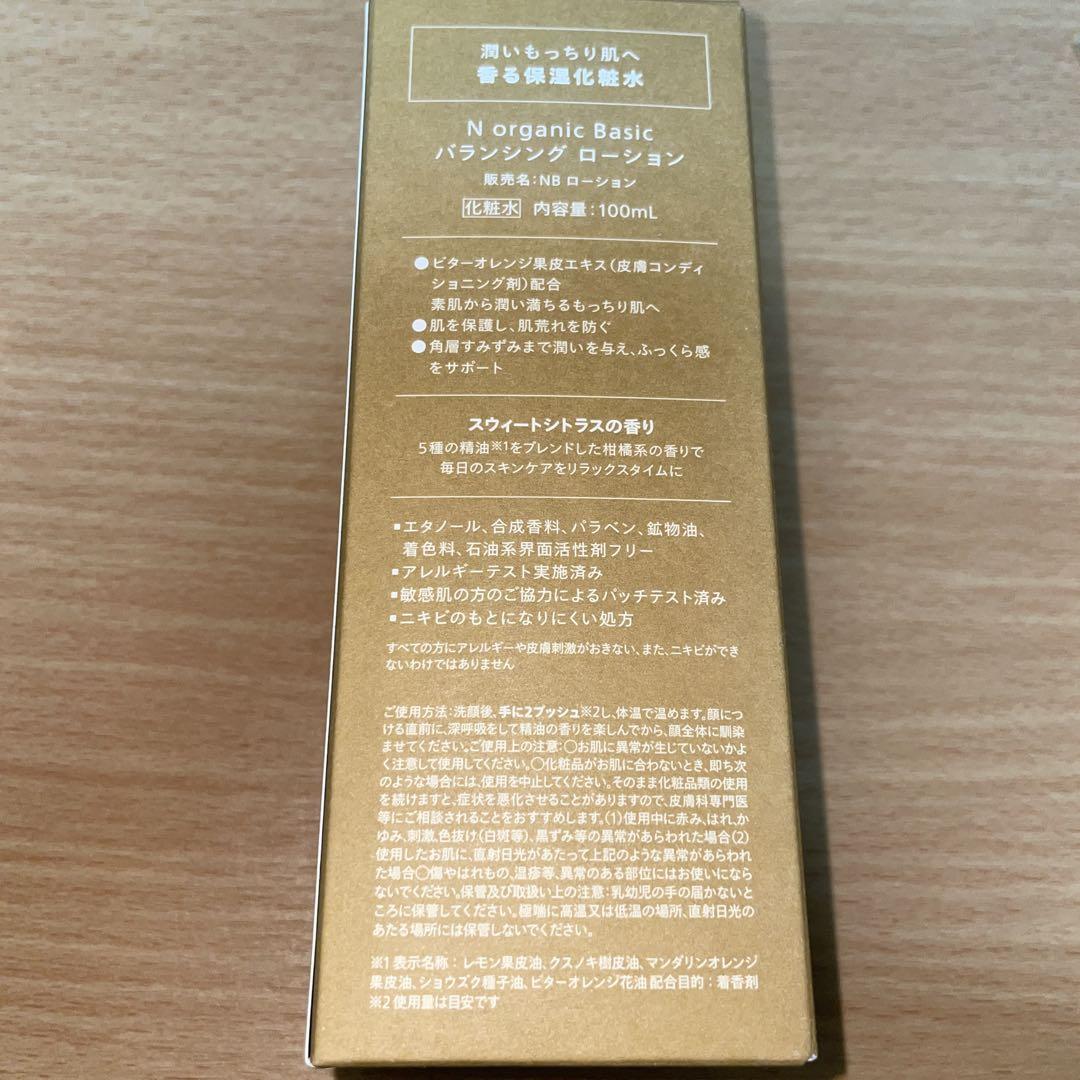 潤いもっちり肌へ
香る保湿化粧水
N organic Basic
バランシング ローション
販売名:NB ローション
化粧水 内容量:100mL
●ビターオレンジ果皮エキス(皮膚コンディ
ショニング剤)配合
素肌から潤い満ちるもっちり肌へ
●肌を保護し、肌荒れを防ぐ
●角層すみずみまで潤いを与え、ふっくら感
をサポート
スウィートシトラスの香り
5種の精油※1をブレンドした柑橘系の香りで
毎日のスキンケアをリラックスタイムに
▪エタノール、合成香料、パラベン、鉱物油、
着色料、石油系界面活性剤フリー
▪アレルギーテスト実施済み
▪敏感肌の方のご協力によるパッチテスト済み
▪ニキビのもとになりにくい処方
すべての方にアレルギーや皮膚刺激がおきない、また、ニキビができ
ないわけではありません
ご使用方法:洗顔後、手に2プッシュ※2し、体温で温めます。顔につ
ける直前に、深呼吸をして精油の香りを楽しんでから、顔全体に馴染
ませてください。ご使用上の注意:〇お肌に異常が生じていないかよ
く注意して使用してください。〇化粧品がお肌に合わないとき、即ち次
のような場合には、使用を中止してください。そのまま化粧品類の使用
を続けますと、症状を悪化させることがありますので、皮膚科専門医
等にご相談されることをおすすめします。(1)使用中に赤み、はれ、か
ゆみ、刺激、色抜け(白斑等)、黒ずみ等の異常があらわれた場合(2)
使用したお肌に、直射日光があたって上記のような異常があらわれ
た場合〇傷やはれもの、湿疹等、異常のある部位にはお使いになら
ないでください。保管及び取扱い上の注意:乳幼児の手の届かないと
ころに保管してください。極端に高温又は低温の場所、直射日光の
あたる場所には保管しないでください。
※1 表示名称:レモン果皮油、クスノキ樹皮油、マンダリンオレンジ
果皮油、ショウズク種子油、ビターオレンジ花油 配合目的:着香剤
※2 使用量は目安です